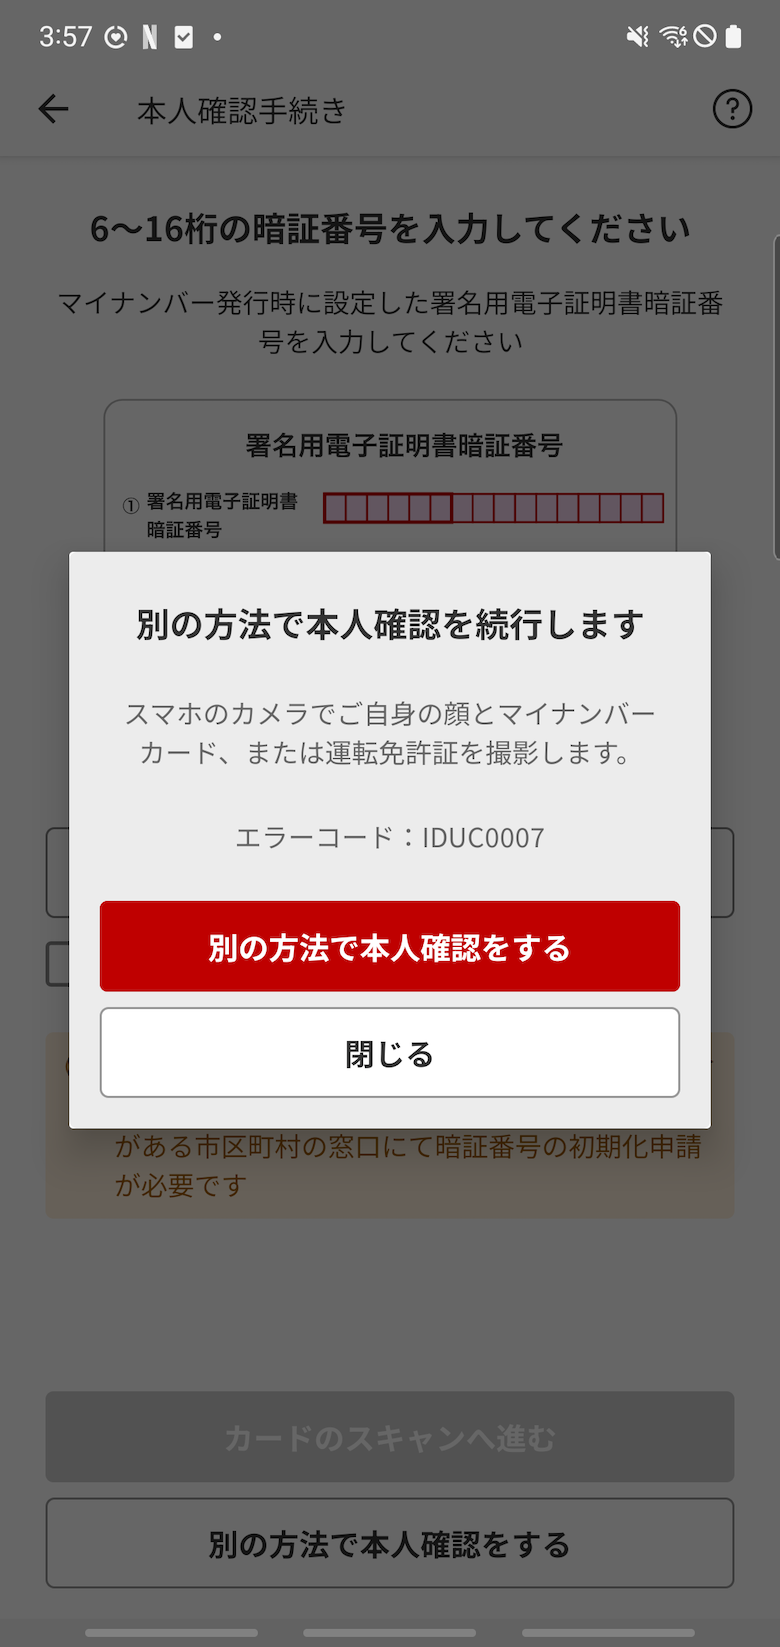 3:57
本人確認手続き
6〜16桁の暗証番号を入力してください
マイナンバー発行時に設定した署名用電子証明書暗証番
号を入力してください
署名用電子証明書暗証番号
① 署名用電子証明書
暗証番号
別の方法で本人確認を続行します
スマホのカメラでご自身の顔とマイナンバー
カード、または運転免許証を撮影します。
エラーコード：IDUC0007
別の方法で本人確認をする
閉じる
がある市区町村の窓口にて暗証番号の初期化申請
が必要です
カードのスキャンへ進む
別の方法で本人確認をする